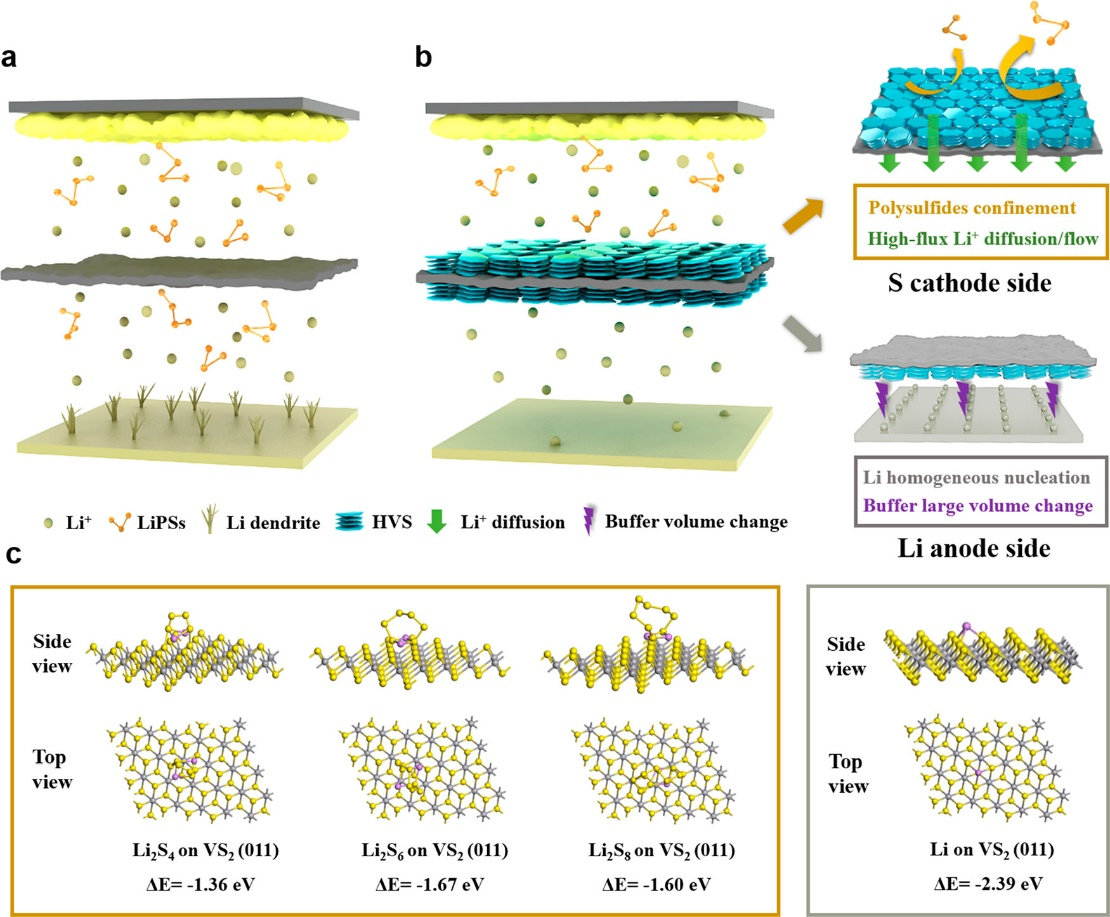 a
b
Polysulfides confinement
High-flux Li⁺ diffusion/flow
S cathode side
Li homogeneous nucleation
Buffer large volume change
Li anode side
Li⁺ LiPSs Li dendrite HVS Li⁺ diffusion Buffer volume change
c
Side view
Top view
Li₂S₄ on VS₂ (011)
ΔE= -1.36 eV
Li₂S₆ on VS₂ (011)
ΔE= -1.67 eV
Li₂S₈ on VS₂ (011)
ΔE= -1.60 eV
Side view
Top view
Li on VS₂ (011)
ΔE= -2.39 eV